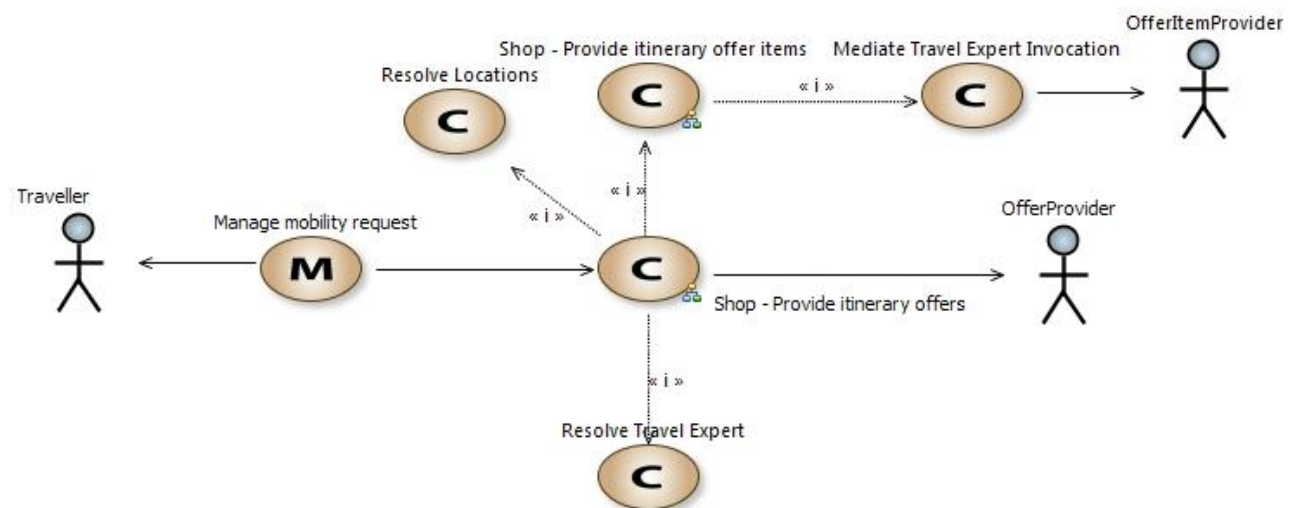 OfferItemProvider
Shop - Provide itinerary offer items
Mediate Travel Expert Invocation
Resolve Locations
C
C
C
« i »
Traveller
« i »
« i »
OfferProvider
Manage mobility request
M
C
Shop - Provide itinerary offers
« i »
Resolve Travel Expert
C